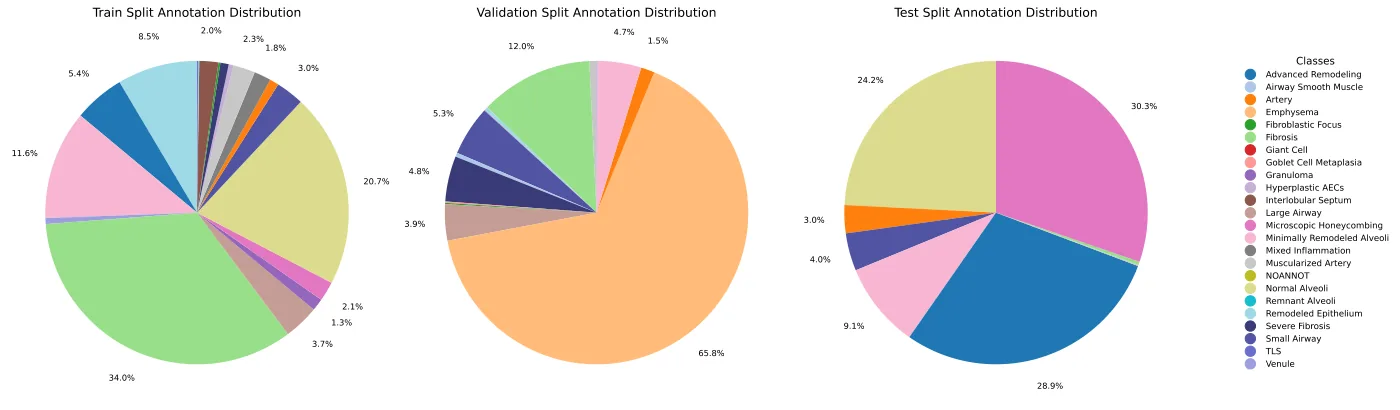 Train Split Annotation Distribution
2.0%
8.5%
2.3%
1.8%
3.0%
5.4%
11.6%
20.7%
2.1%
1.3%
3.7%
34.0%
Validation Split Annotation Distribution
4.7%
1.5%
12.0%
5.3%
4.8%
3.9%
65.8%
Test Split Annotation Distribution
24.2%
30.3%
3.0%
4.0%
9.1%
28.9%
Classes
Advanced Remodeling
Airway Smooth Muscle
Artery
Emphysema
Fibroblastic Focus
Fibrosis
Giant Cell
Goblet Cell Metaplasia
Granuloma
Hyperplastic AECs
Interlobular Septum
Large Airway
Microscopic Honeycombing
Minimally Remodeled Alveoli
Mixed Inflammation
Muscularized Artery
NOANNOT
Normal Alveoli
Remnant Alveoli
Remodeled Epithelium
Severe Fibrosis
Small Airway
TLS
Venule